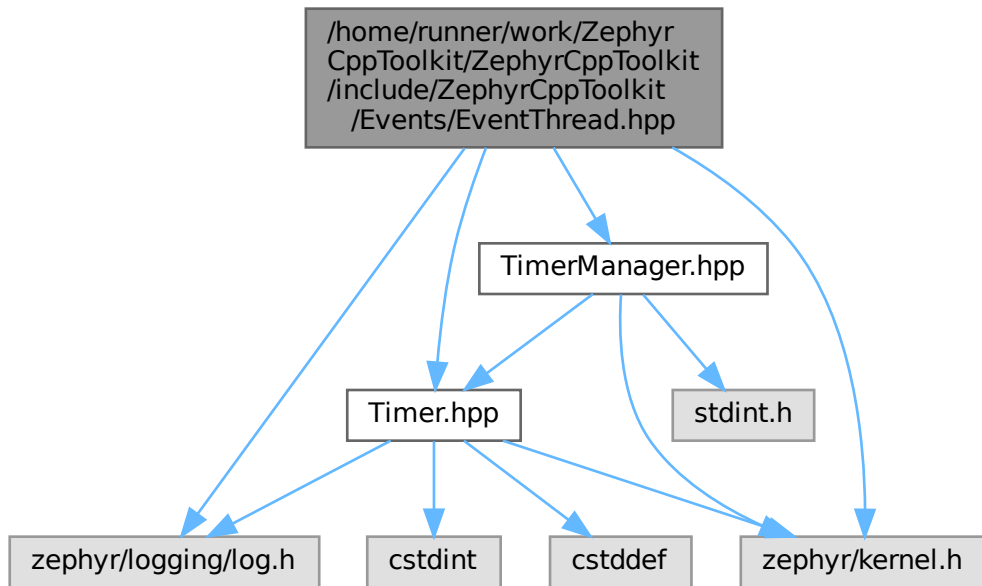 /home/runner/work/Zephyr
CppToolkit/ZephyrCppToolkit
/include/ZephyrCppToolkit
/Events/EventThread.hpp
TimerManager.hpp
Timer.hpp
stdint.h
zephyr/logging/log.h
cstdint
cstddef
zephyr/kernel.h